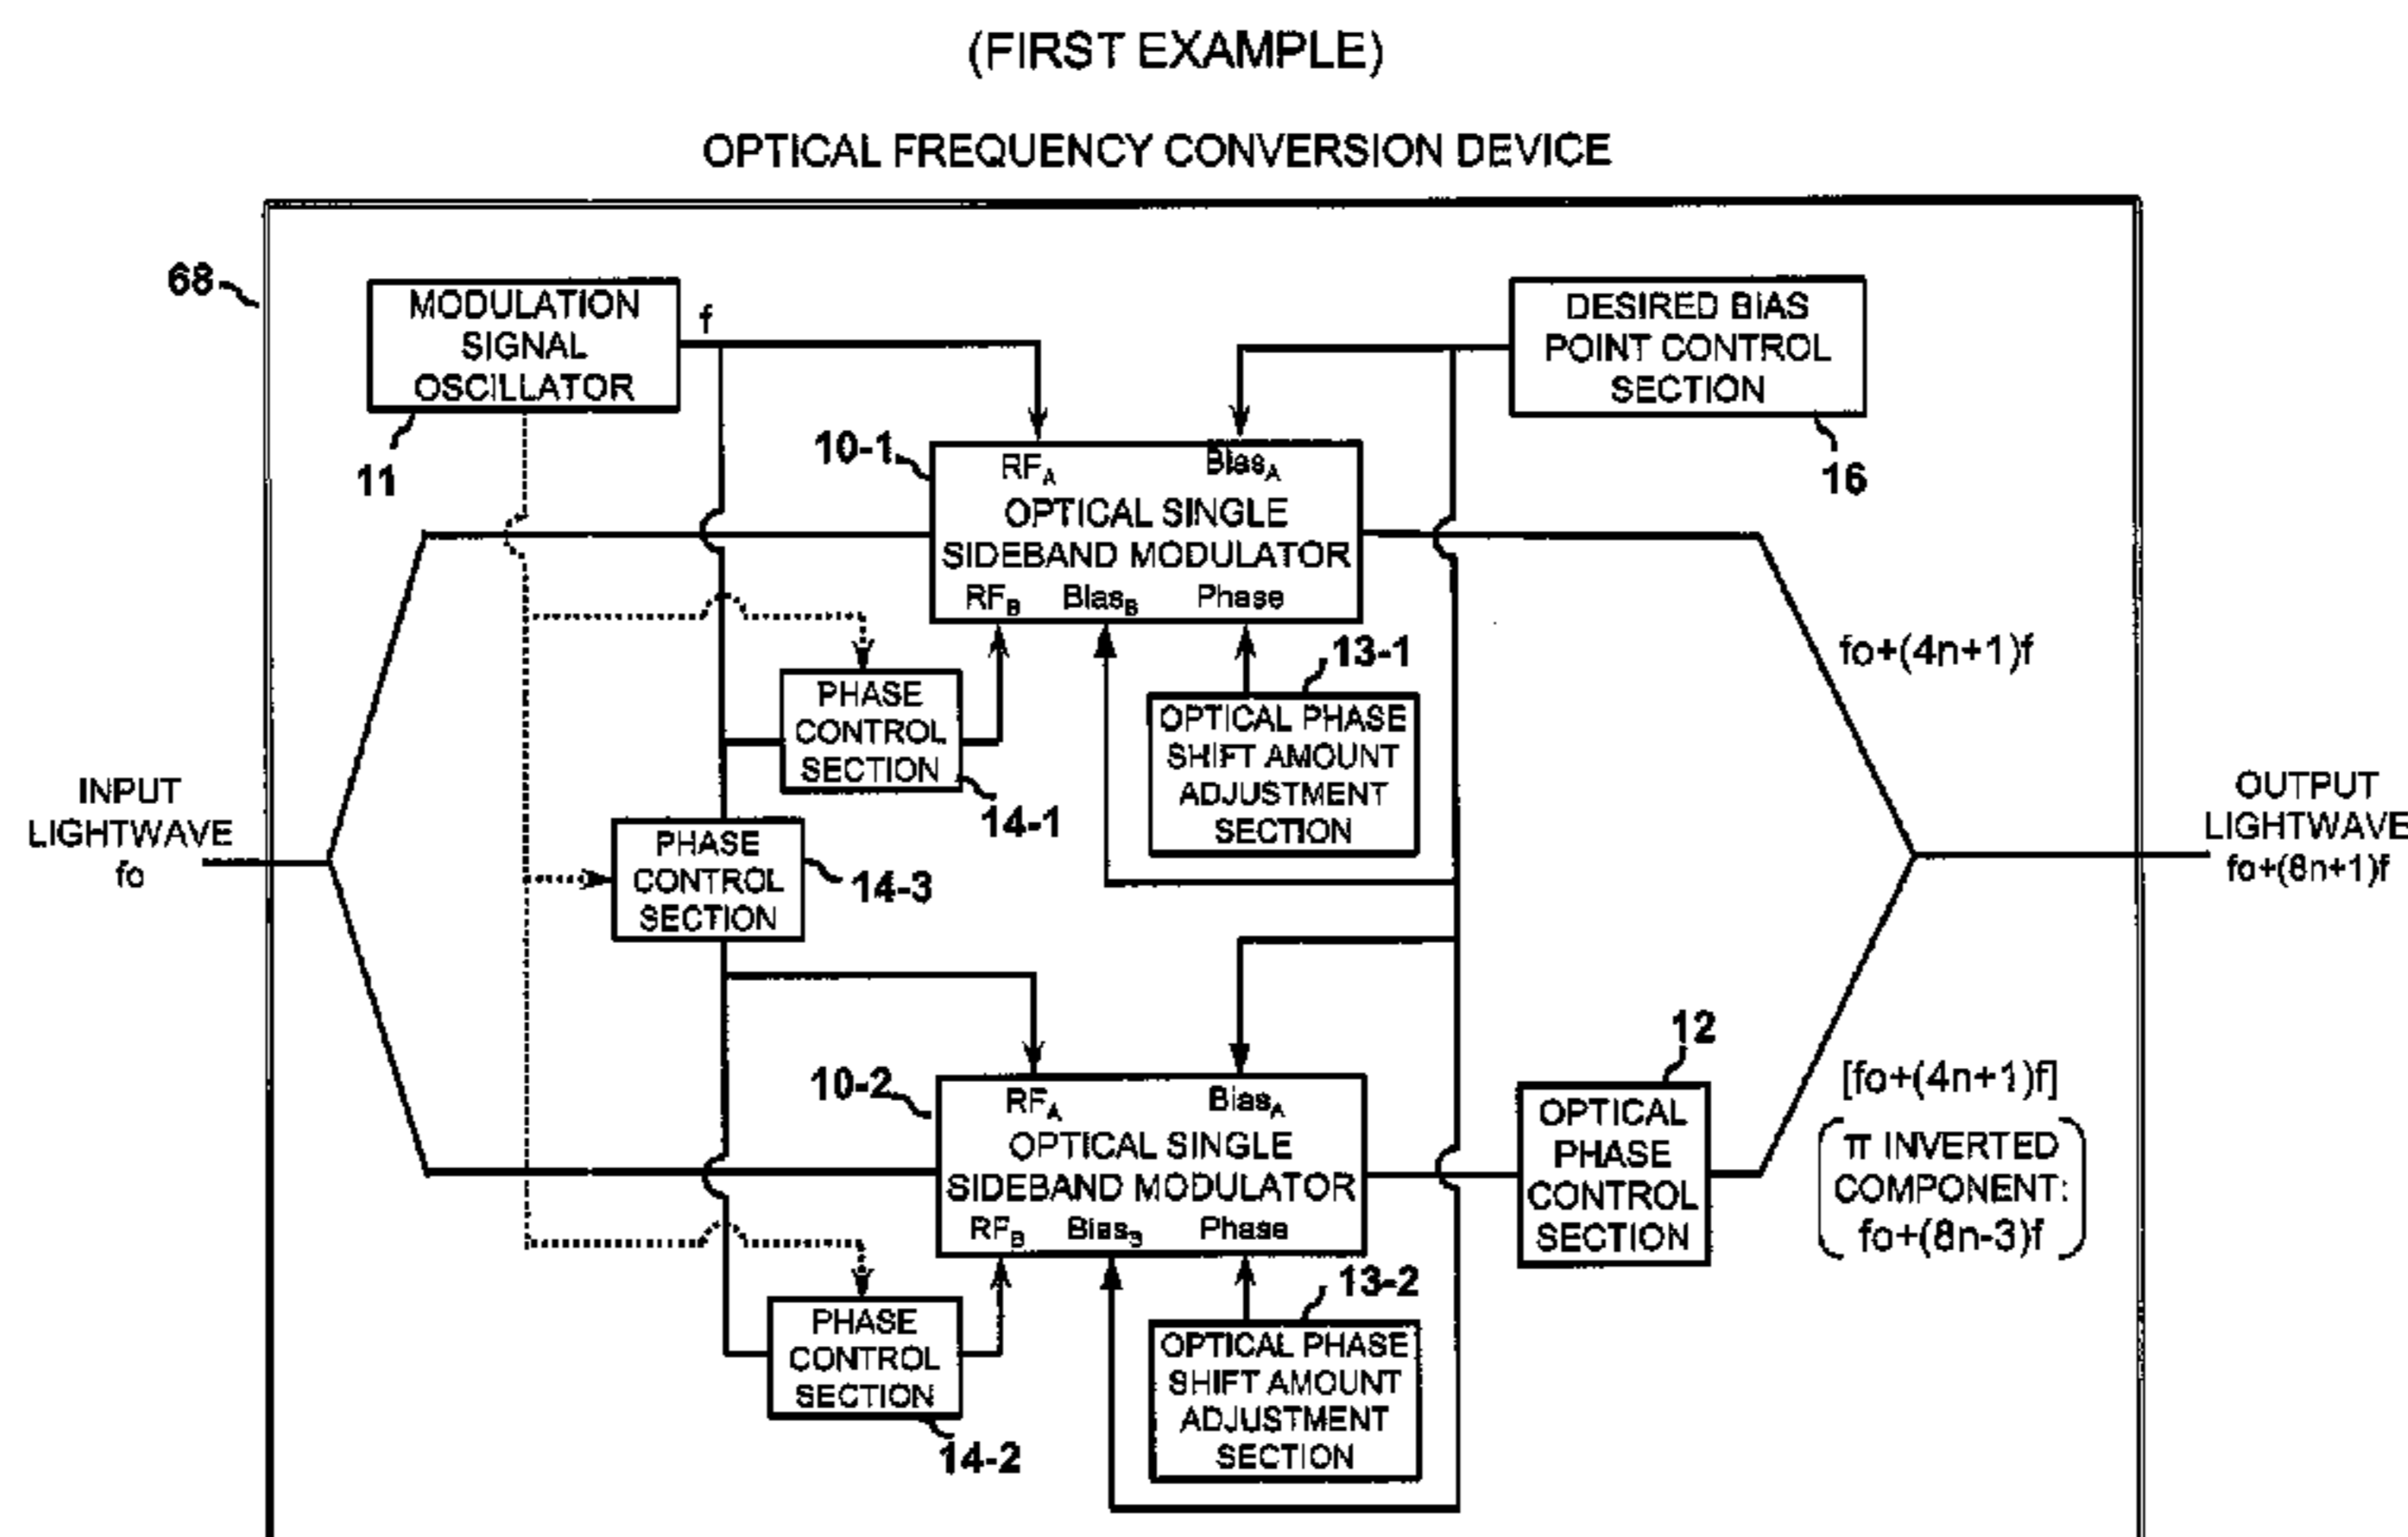 (FIRST EXAMPLE)
OPTICAL FREQUENCY CONVERSION DEVICE
68
MODULATION
SIGNAL
OSCILLATOR
f
11
DESIRED BIAS
POINT CONTROL
SECTION
16
10-1
RFA
BiasA
OPTICAL SINGLE
SIDEBAND MODULATOR
RFB
BiasB
Phase
13-1
OPTICAL PHASE
SHIFT AMOUNT
ADJUSTMENT
SECTION
PHASE
CONTROL
SECTION
14-1
fo+(4n+1)f
INPUT
LIGHTWAVE
fo
PHASE
CONTROL
SECTION
14-3
OUTPUT
LIGHTWAVE
fo+(8n+1)f
10-2
RFA
BiasA
OPTICAL SINGLE
SIDEBAND MODULATOR
RFB
BiasB
Phase
12
OPTICAL
PHASE
CONTROL
SECTION
[fo+(4n+1)f]
π INVERTED
COMPONENT:
fo+(8n-3)f
PHASE
CONTROL
SECTION
14-2
13-2
OPTICAL PHASE
SHIFT AMOUNT
ADJUSTMENT
SECTION